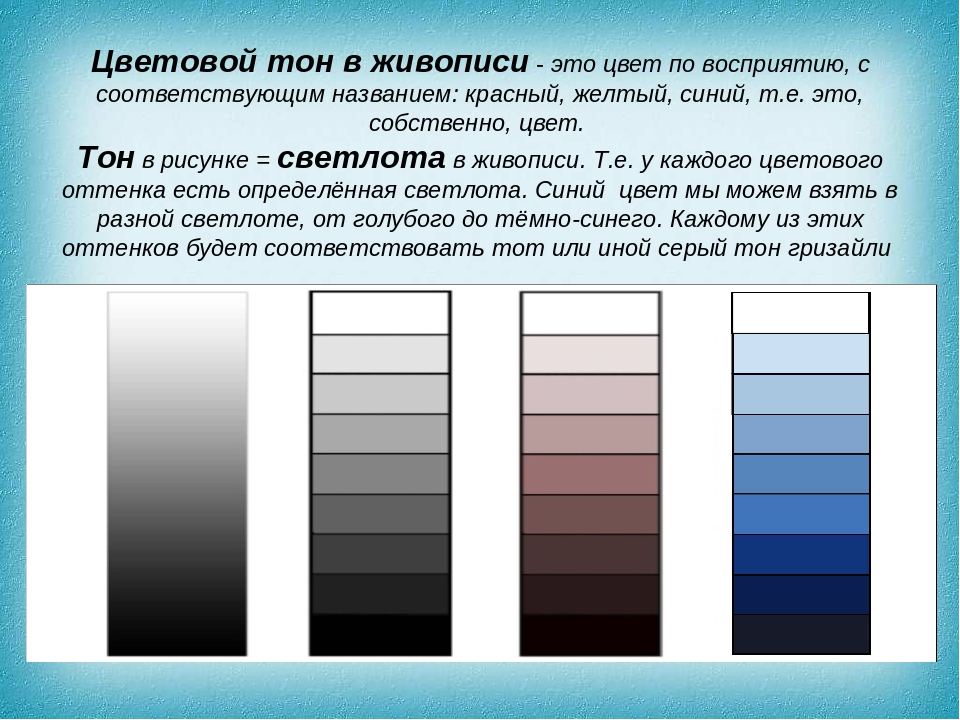 Цветовой тон в живописи - это цвет по восприятию, с
соответствующим названием: красный, желтый, синий, т.е. это,
собственно, цвет.
Тон в рисунке = светлота в живописи. Т.е. у каждого цветового
оттенка есть определённая светлота. Синий цвет мы можем взять в
разной светлоте, от голубого до тёмно-синего. Каждому из этих
оттенков будет соответствовать тот или иной серый тон гризайли